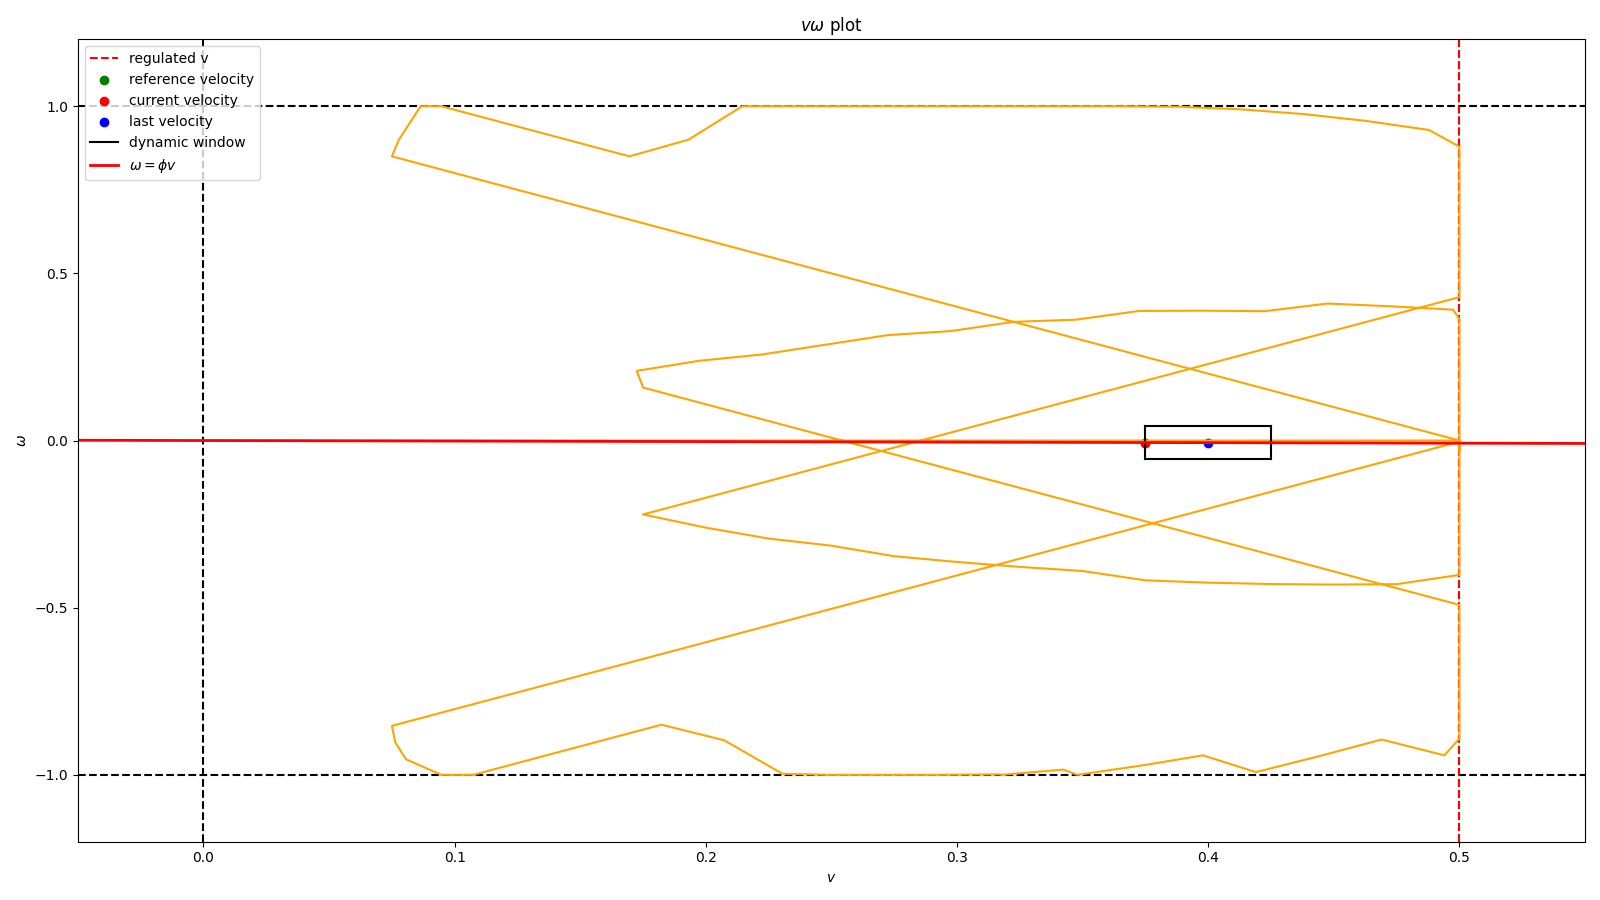 vω plot
regulated v
reference velocity
current velocity
last velocity
dynamic window
ω = ϕv
1.0
0.5
0.0
−0.5
−1.0
ω
0.0 0.1 0.2 0.3 0.4 0.5
v